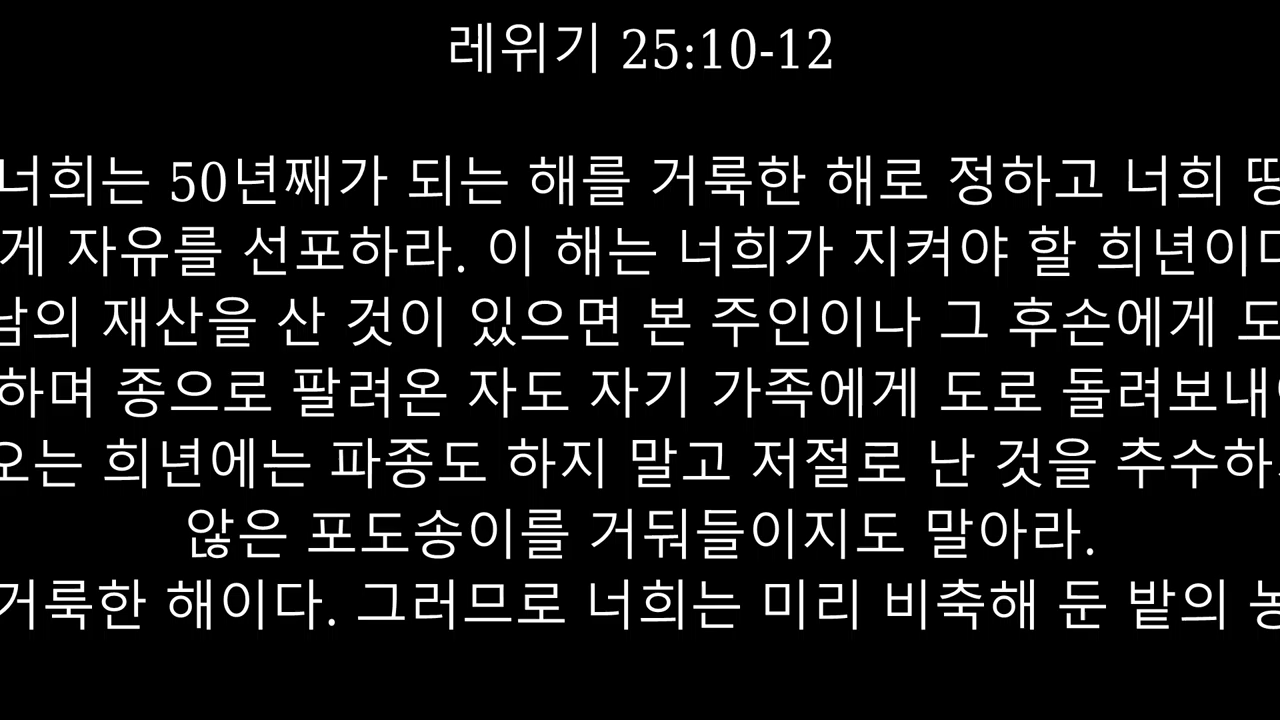 레위기 25:10-12
너희는 50년째가 되는 해를 거룩한 해로 정하고 너희
게 자유를 선포하라. 이 해는 너희가 지켜야 할 희년이다
남의 재산을 산 것이 있으면 본 주인이나 그 후손에게 도
하며 종으로 팔려온 자도 자기 가족에게 도로 돌려보내
오는 희년에는 파종도 하지 말고 저절로 난 것을 추수하
않은 포도송이를 거둬들이지도 말아라.
거룩한 해이다. 그러므로 너희는 미리 비축해 둔 밭의